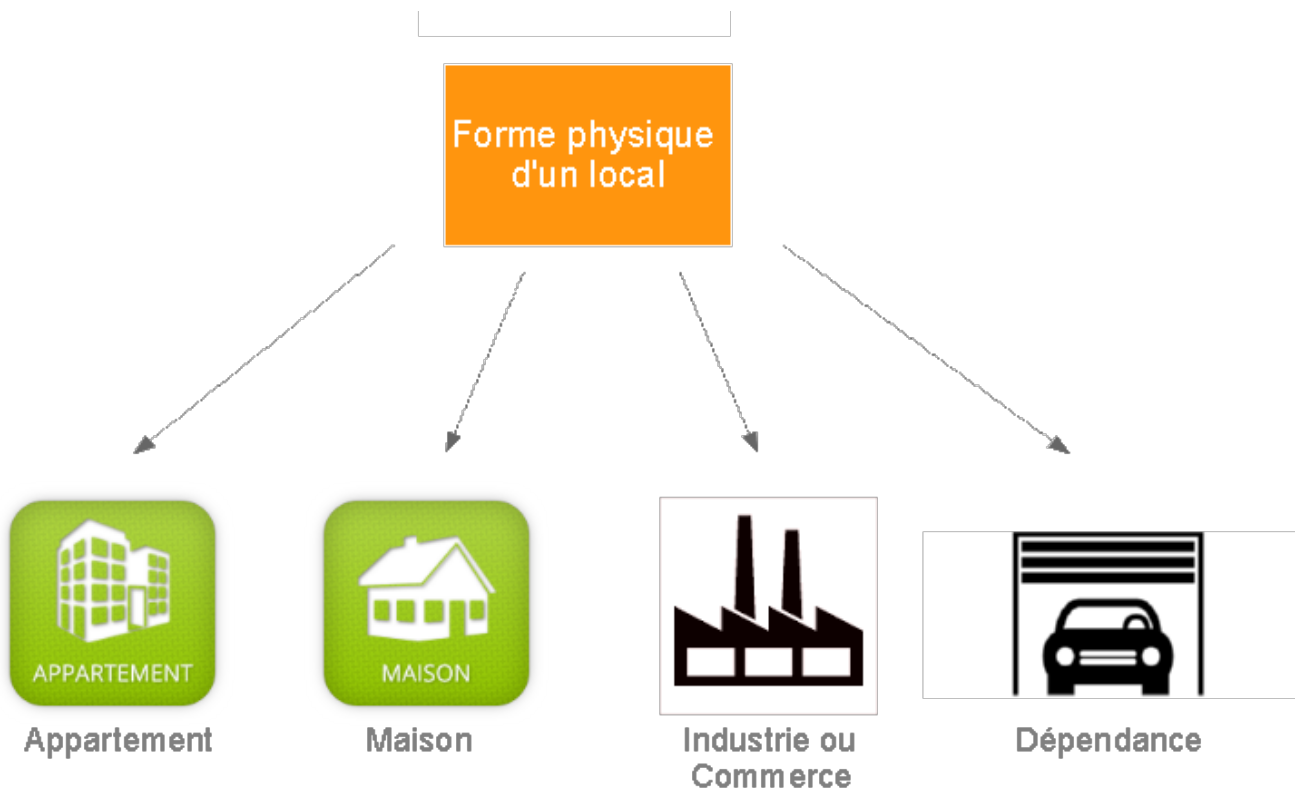 Forme physique
d'un local
APPARTEMENT
MAISON
Appartement
Maison
Industrie ou
Commerce
Dépendance